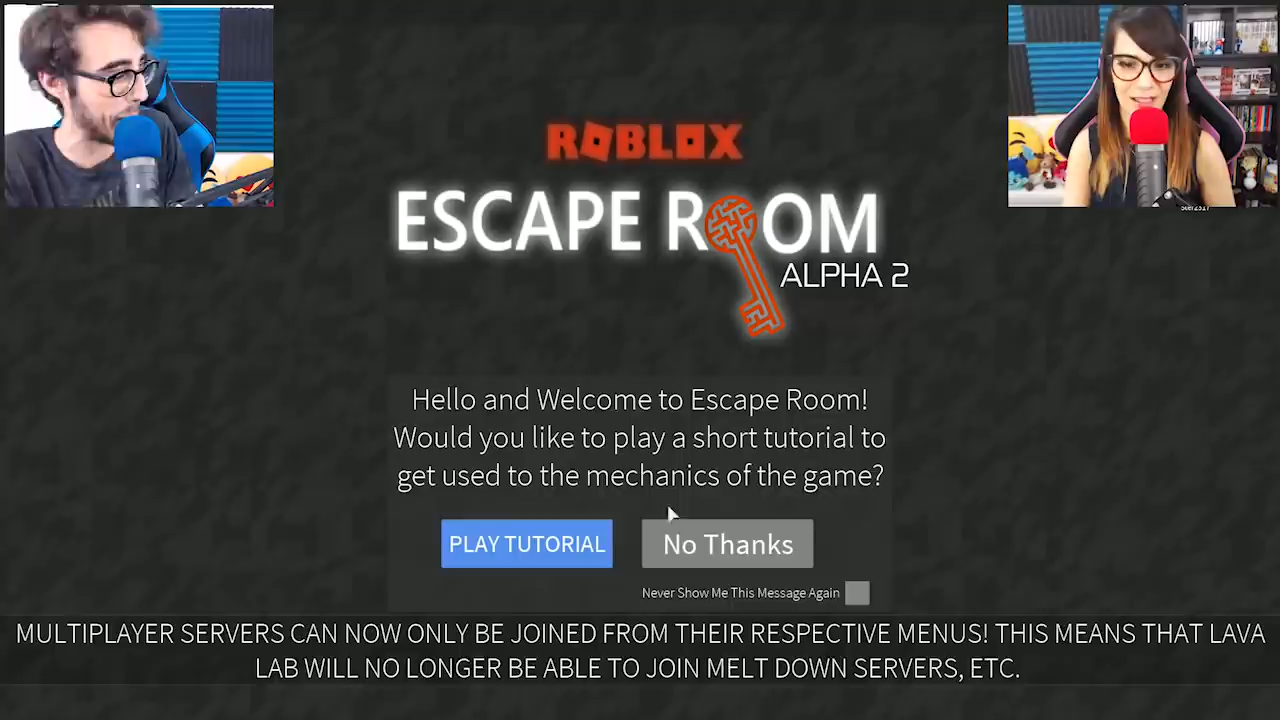 ROBLOX
ESCAPE ROOM
ALPHA 2
Hello and Welcome to Escape Room!
Would you like to play a short tutorial to
get used to the mechanics of the game?
PLAY TUTORIAL
No Thanks
Never Show Me This Message Again
MULTIPLAYER SERVERS CAN NOW ONLY BE JOINED FROM THEIR RESPECTIVE MENUS! THIS MEANS THAT LAVA
LAB WILL NO LONGER BE ABLE TO JOIN MELT DOWN SERVERS, ETC.